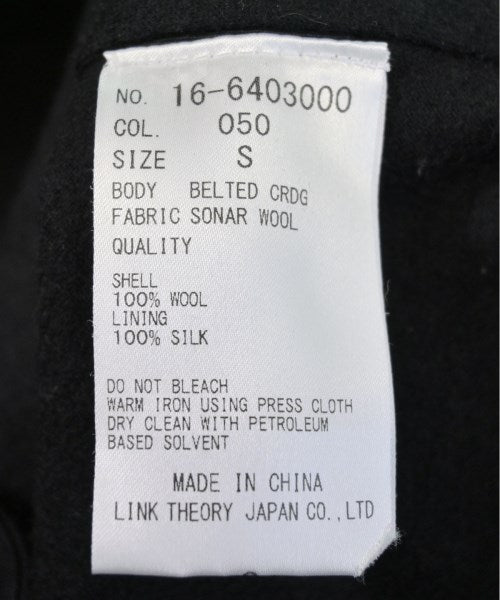 NO. 16-6403000
COL. 050
SIZE S
BODY BELTED CRDG
FABRIC SONAR WOOL
QUALITY
SHELL
100% WOOL
LINING
100% SILK
DO NOT BLEACH
WARM IRON USING PRESS CLOTH
DRY CLEAN WITH PETROLEUM
BASED SOLVENT
MADE IN CHINA
LINK THEORY JAPAN CO.,LTD